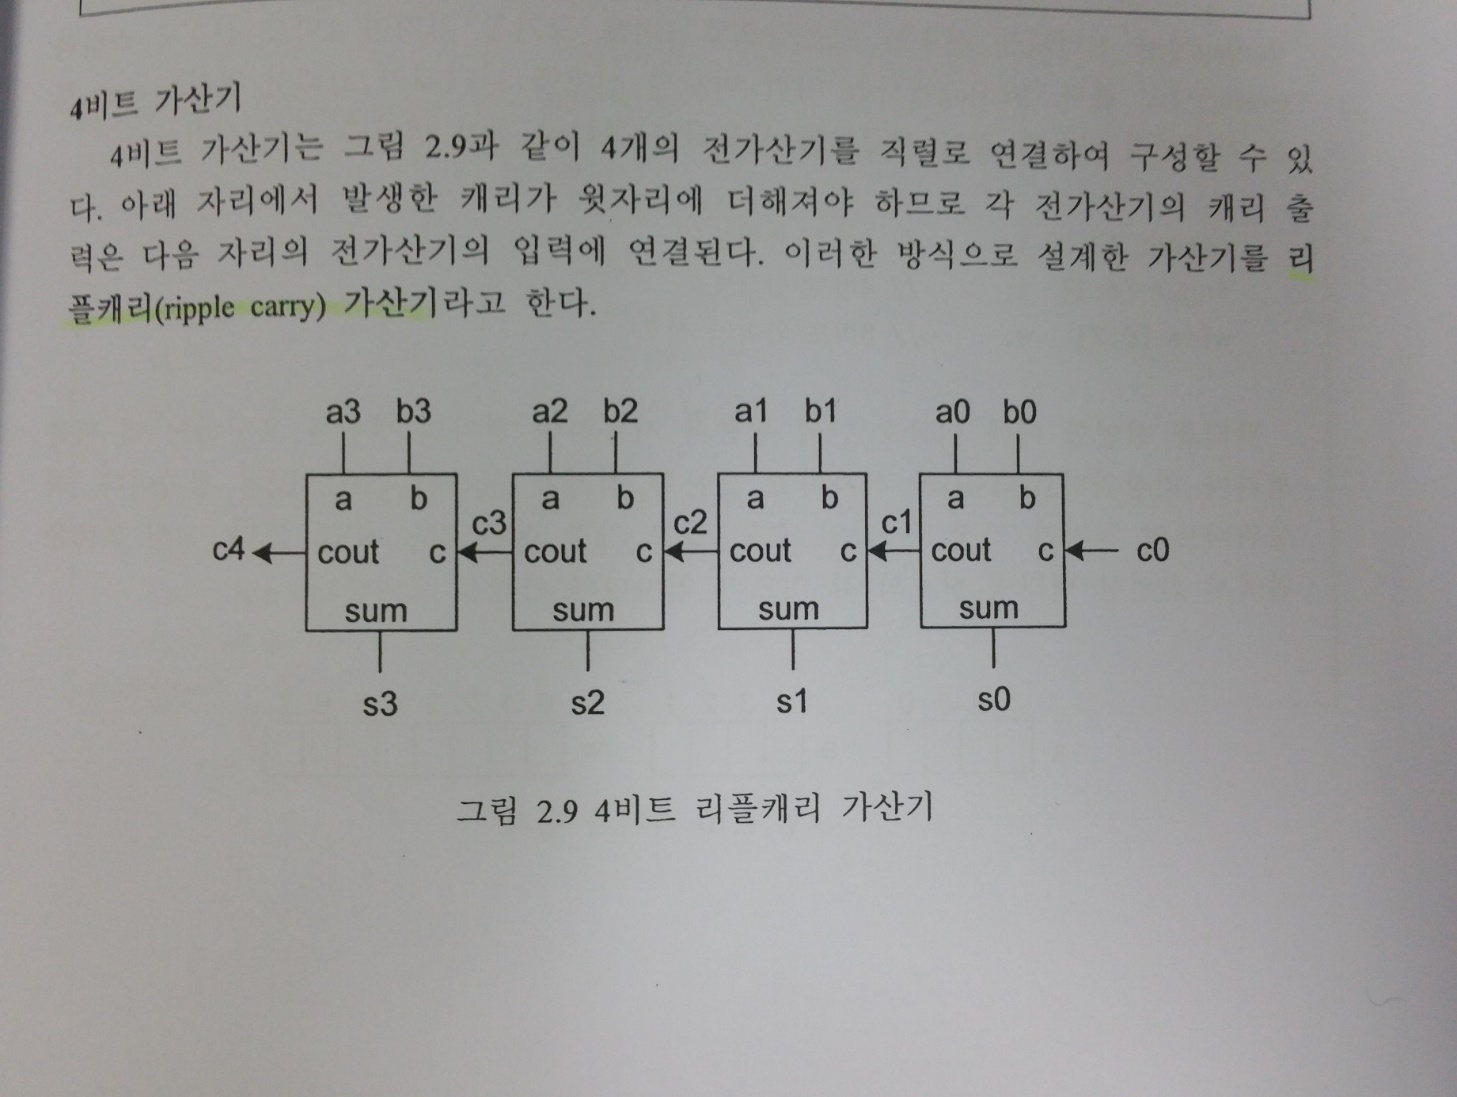 4비트 가산기
4비트 가산기는 그림 2.9과 같이 4개의 전가산기를 직렬로 연결하여 구성할 수 있
다. 아래 자리에서 발생한 캐리가 윗자리에 더해져야 하므로 각 전가산기의 캐리 출
력은 다음 자리의 전가산기의 입력에 연결된다. 이러한 방식으로 설계한 가산기를 리
플캐리(ripple carry) 가산기라고 한다.
a3 b3 a2 b2 a1 b1 a0 b0
a b a b a b a b
c4 cout c c3 cout c c2 cout c c1 cout c c0
sum sum sum sum
s3 s2 s1 s0
그림 2.9 4비트 리플캐리 가산기